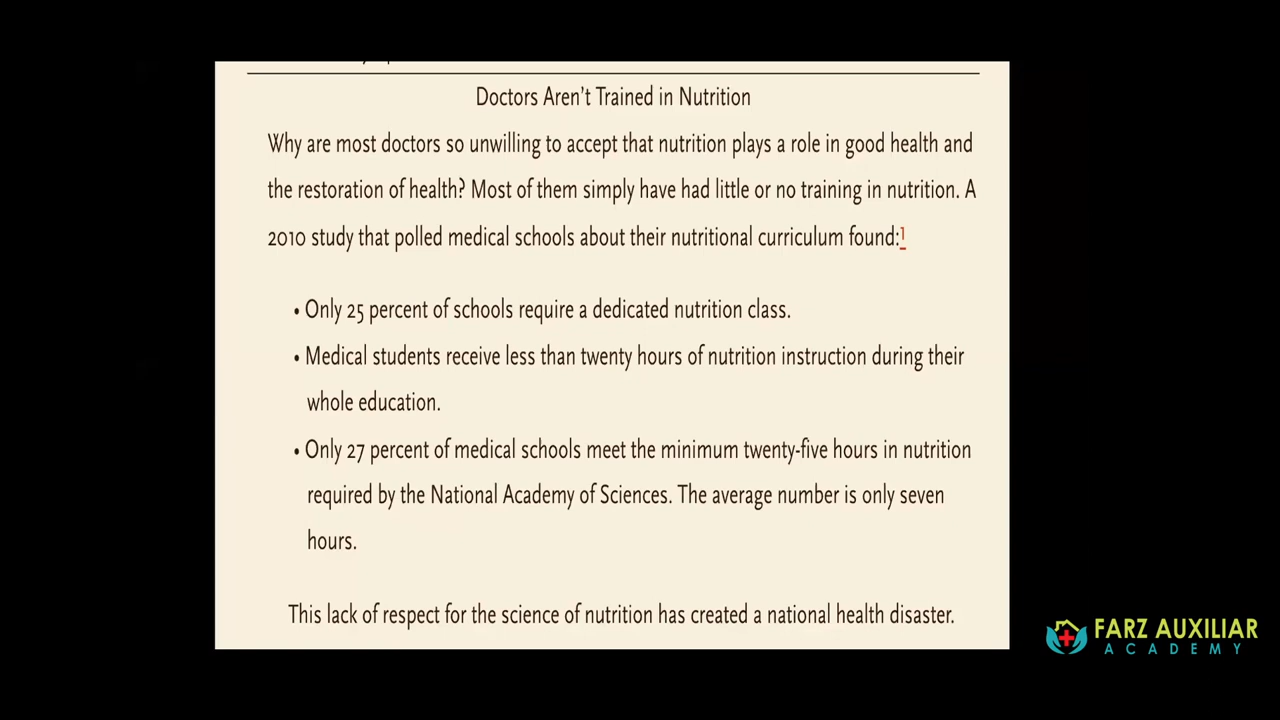 Doctors Aren't Trained in Nutrition
Why are most doctors so unwilling to accept that nutrition plays a role in good health and
the restoration of health? Most of them simply have had little or no training in nutrition. A
2010 study that polled medical schools about their nutritional curriculum found:1
• Only 25 percent of schools require a dedicated nutrition class.
• Medical students receive less than twenty hours of nutrition instruction during their
whole education.
• Only 27 percent of medical schools meet the minimum twenty-five hours in nutrition
required by the National Academy of Sciences. The average number is only seven
hours.
This lack of respect for the science of nutrition has created a national health disaster.
FARZ AUXILIAR
ACADEMY